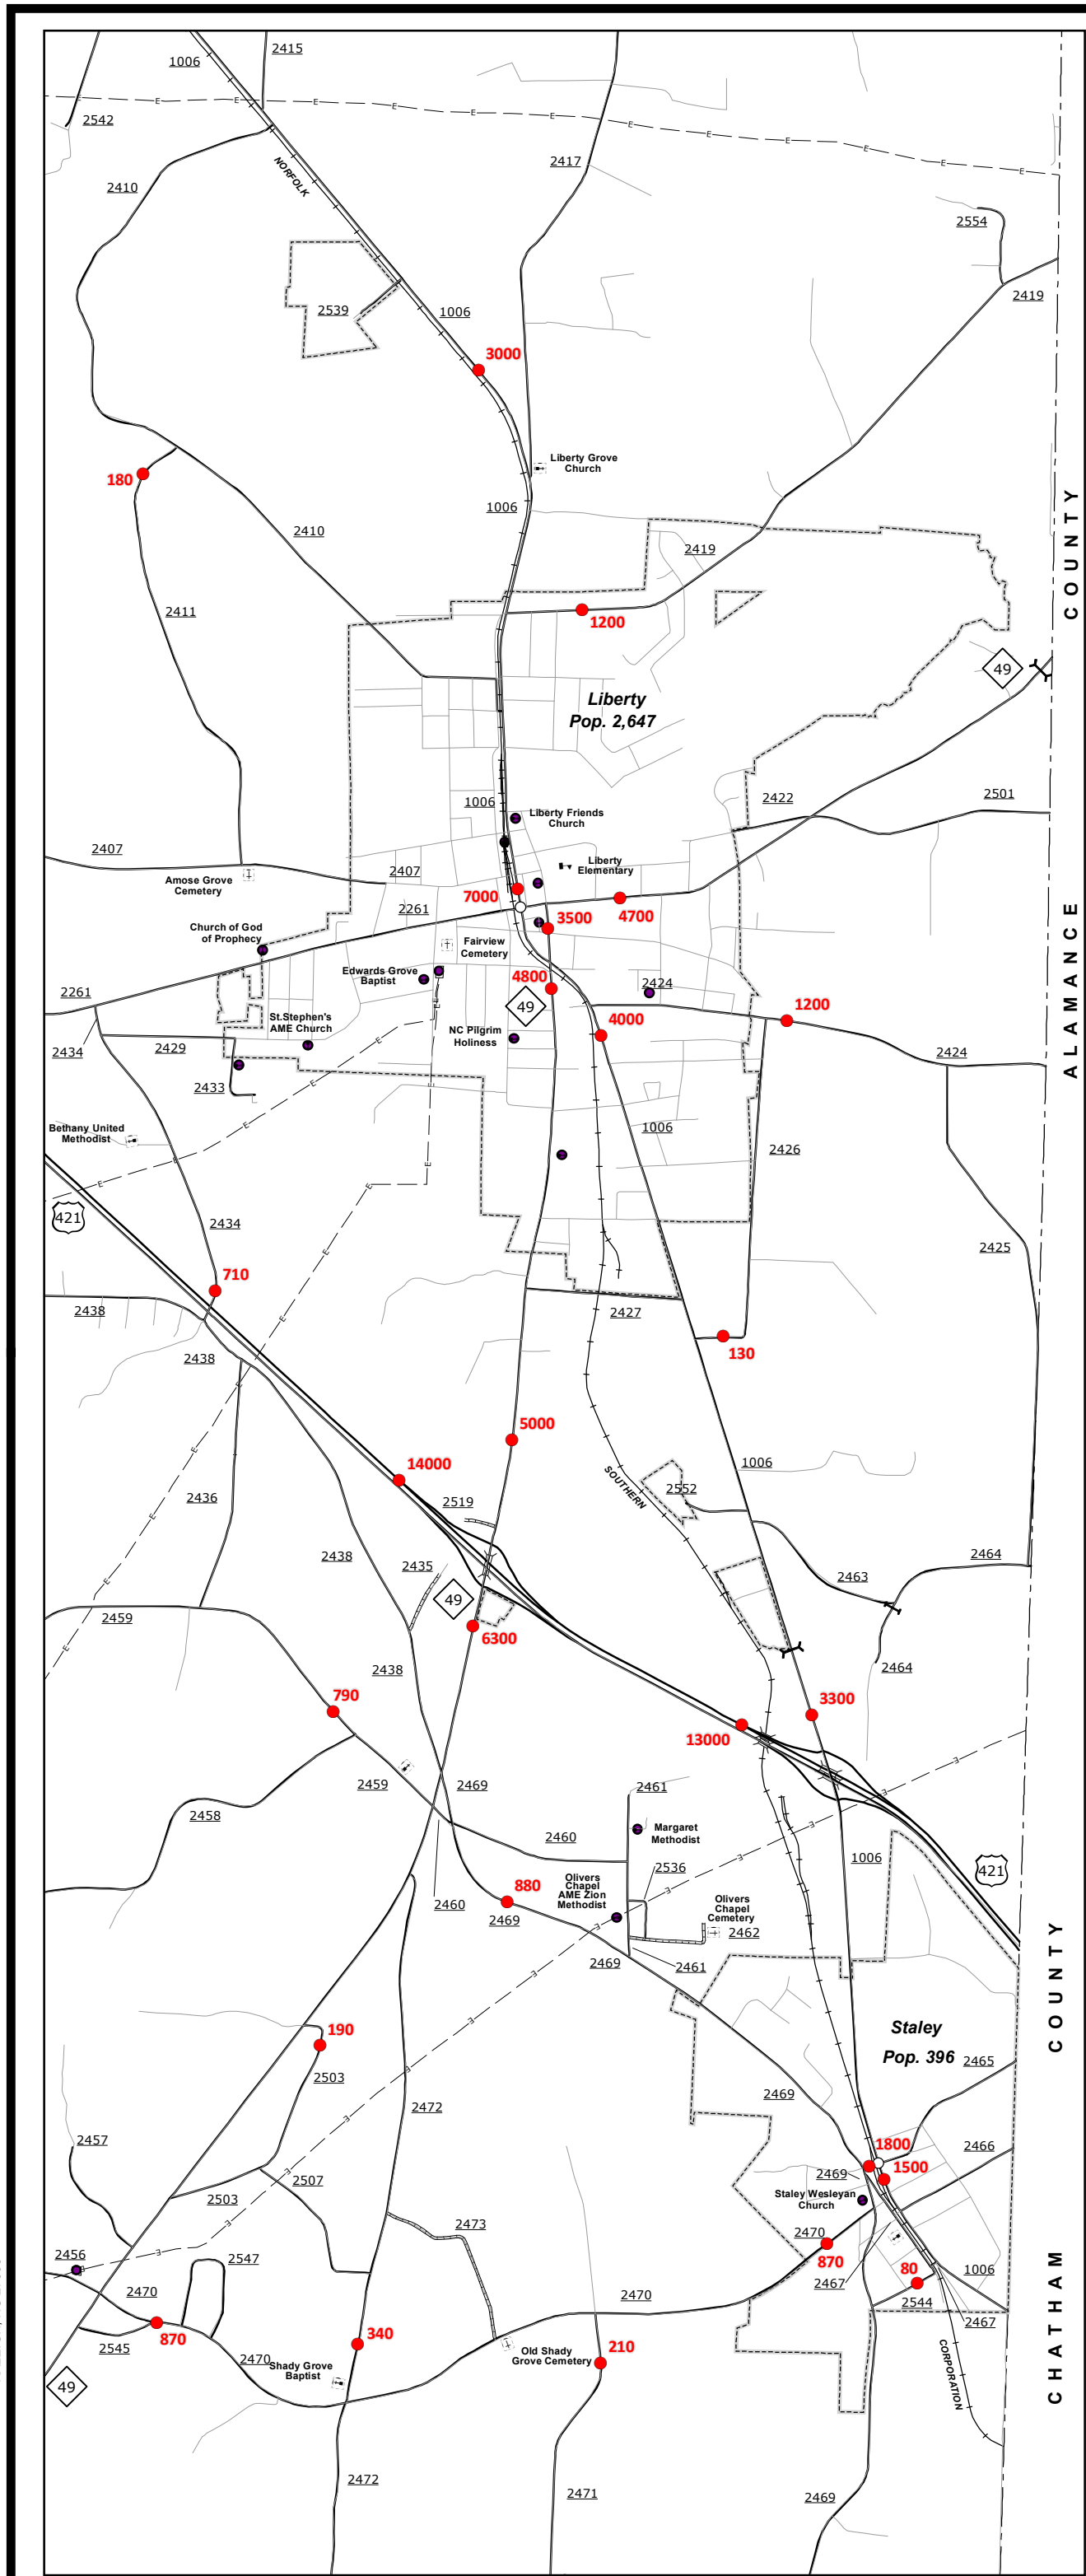 1006
2415
2542
NORFOLK
2417
2410
2554
2419
2539
1006
3000
Liberty Grove
Church
180
1006
2410
2419
2411
1200
COUNTY
49
Liberty
Pop. 2,647
2422
2501
1006
Liberty Friends
Church
2407
2407
Liberty
Elementary
Amose Grove
Cemetery
7000
4700
2261
3500
Church of God
of Prophecy
Fairview
Cemetery
ALAMANCE
Edwards Grove
Baptist
4800
2424
2261
49
1200
St.Stephen's
AME Church
NC Pilgrim
Holiness
4000
2434
2429
2424
2433
Bethany United
Methodist
1006
2426
421
2434
2425
710
2438
2427
2438
130
5000
14000
1006
SOUTHERN
2552
2436
2519
2438
2435
2464
2463
49
2459
6300
2438
2464
790
3300
13000
2459
2469
2461
2458
Margaret
Methodist
2460
1006
2536
421
Olivers
Chapel
AME Zion
Methodist
880
2460
2469
Olivers
Chapel
Cemetery
2462
2469
2461
COUNTY
190
Staley
Pop. 396
2465
2503
2469
2472
2457
1800
2466
2469
1500
2507
2503
Staley Wesleyan
Church
2473
2470
2456
2547
870
2467
80
1006
2470
2470
2544
2467
2545
870
340
210
2470
Shady Grove
Baptist
Old Shady
Grove Cemetery
CORPORATION
49
CHATHAM
2472
2471
2469